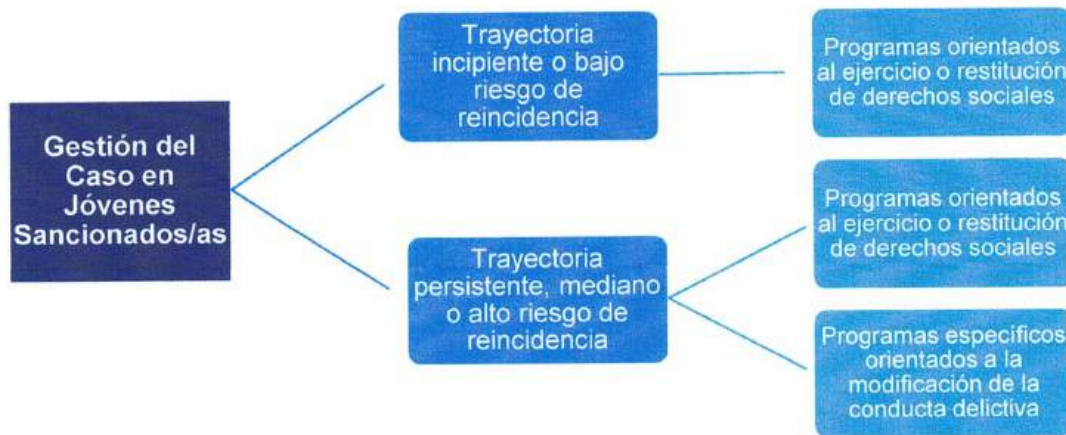 Gestión del
Caso en
Jóvenes
Sancionados/as
Trayectoria
incipiente o bajo
riesgo de
reincidencia
Programas orientados
al ejercicio o restitución
de derechos sociales
Trayectoria
persistente, mediano
o alto riesgo de
reincidencia
Programas orientados
al ejercicio o restitución
de derechos sociales
Programas específicos
orientados a la
modificación de la
conducta delictiva